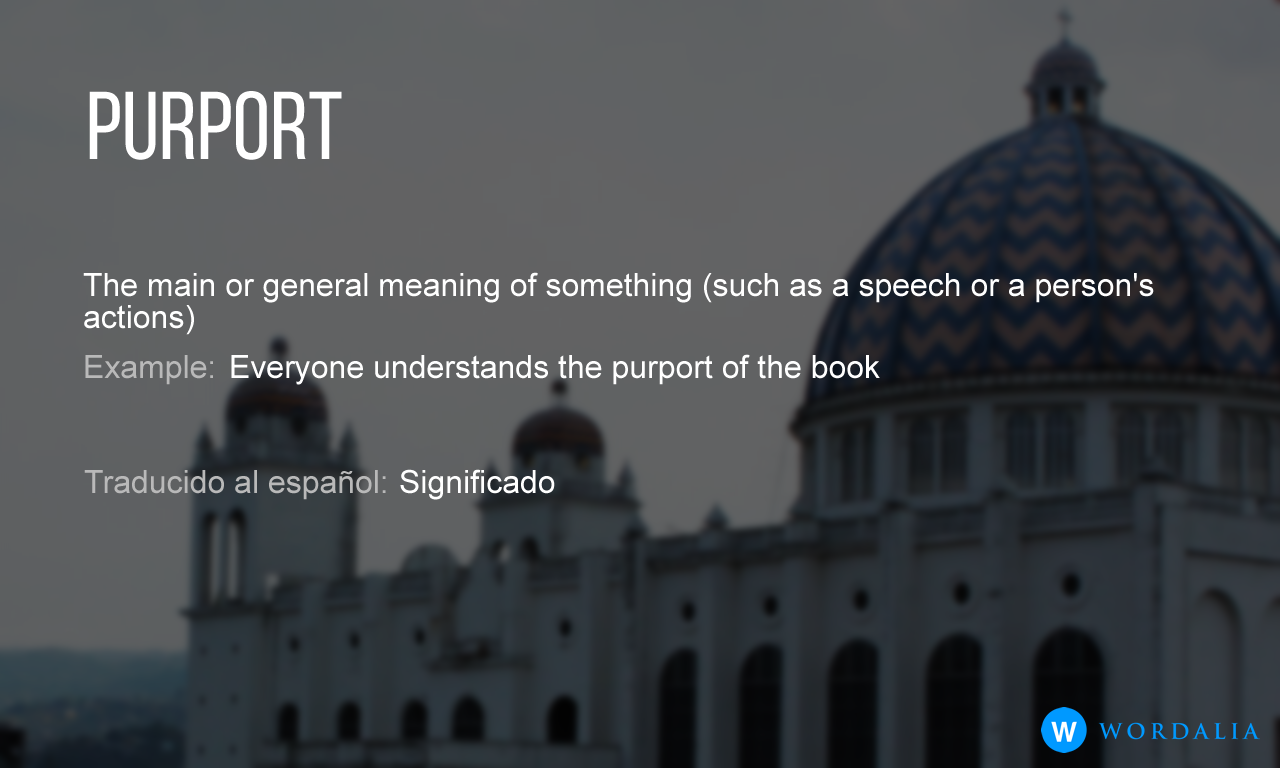 PURPORT
The main or general meaning of something (such as a speech or a person's
actions)
Example: Everyone understands the purport of the book
Traducido al español: Significado
W WORDALIA